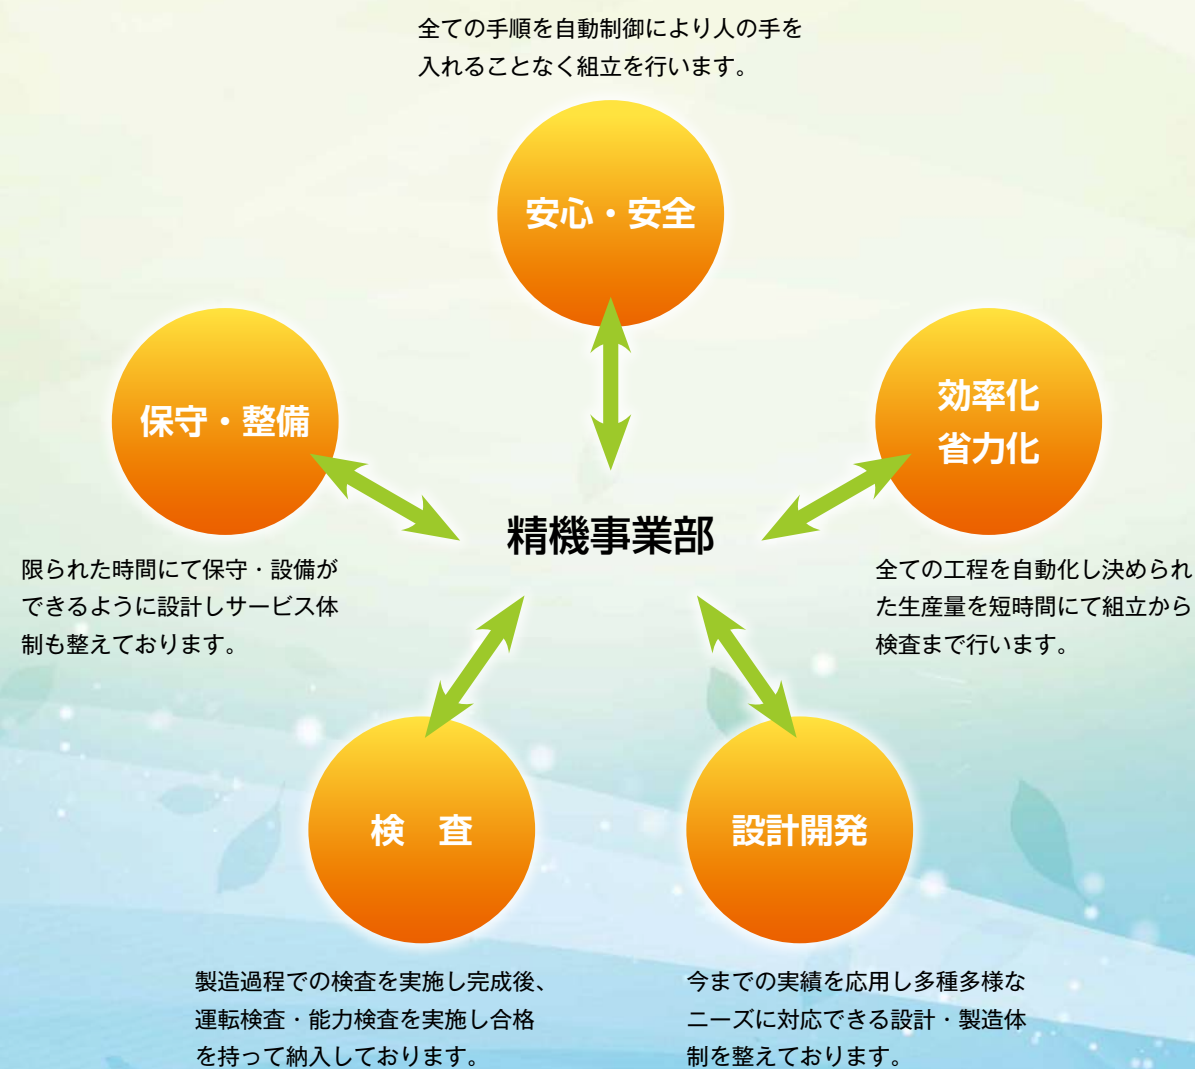 全ての手順を自動制御により人の手を
入れることなく組立を行います。
安心・安全
保守・整備
効率化
省力化
精機事業部
限られた時間にて保守・設備が
できるように設計しサービス体
制も整えております。
全ての工程を自動化し決められ
た生産量を短時間にて組立から
検査まで行います。
検　査
設計開発
製造過程での検査を実施し完成後、
運転検査・能力検査を実施し合格
を持って納入しております。
今までの実績を応用し多種多様な
ニーズに対応できる設計・製造体
制を整えております。